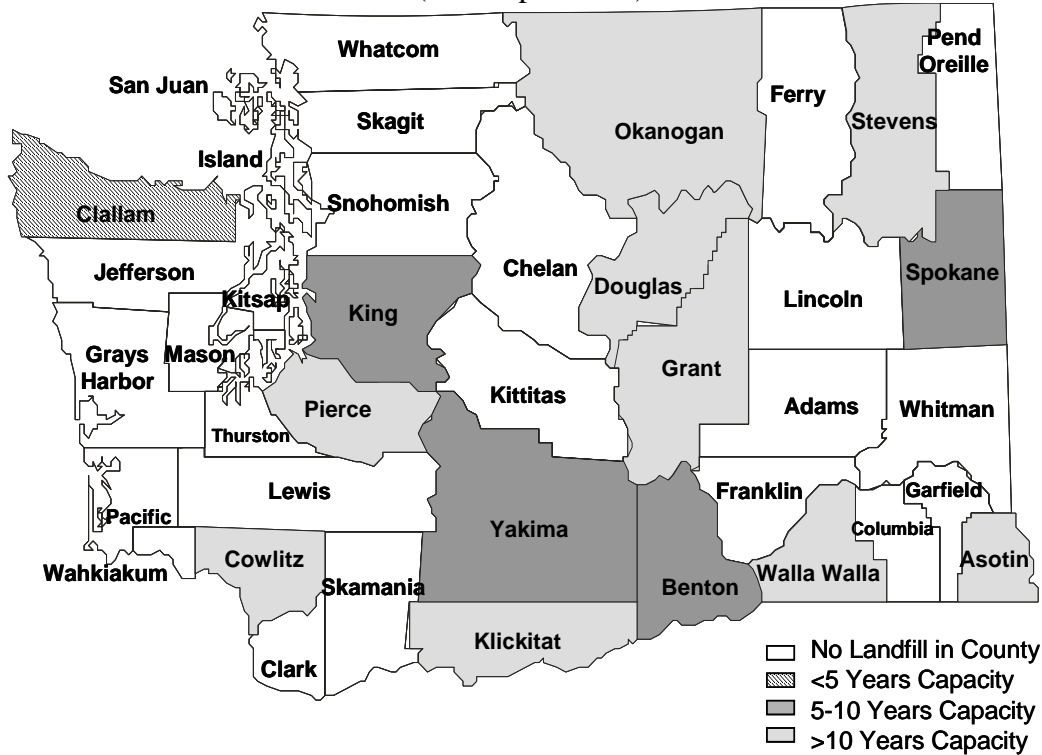 Whatcom
Pend
Oreille
San Juan
Ferry
Skagit
Stevens
Okanogan
Island
Snohomish
Clallam
Jefferson
Chelan
Spokane
Douglas
Kitsap
Lincoln
King
Grays
Harbor
Mason
Grant
Kittitas
Adams
Whitman
Pierce
Thurston
Lewis
Franklin
Garfield
Pacific
Yakima
Columbia
Cowlitz
Asotin
Wahkiakum
Skamania
Benton
Walla Walla
Klickitat
Clark
No Landfill in County
<5 Years Capacity
5-10 Years Capacity
>10 Years Capacity